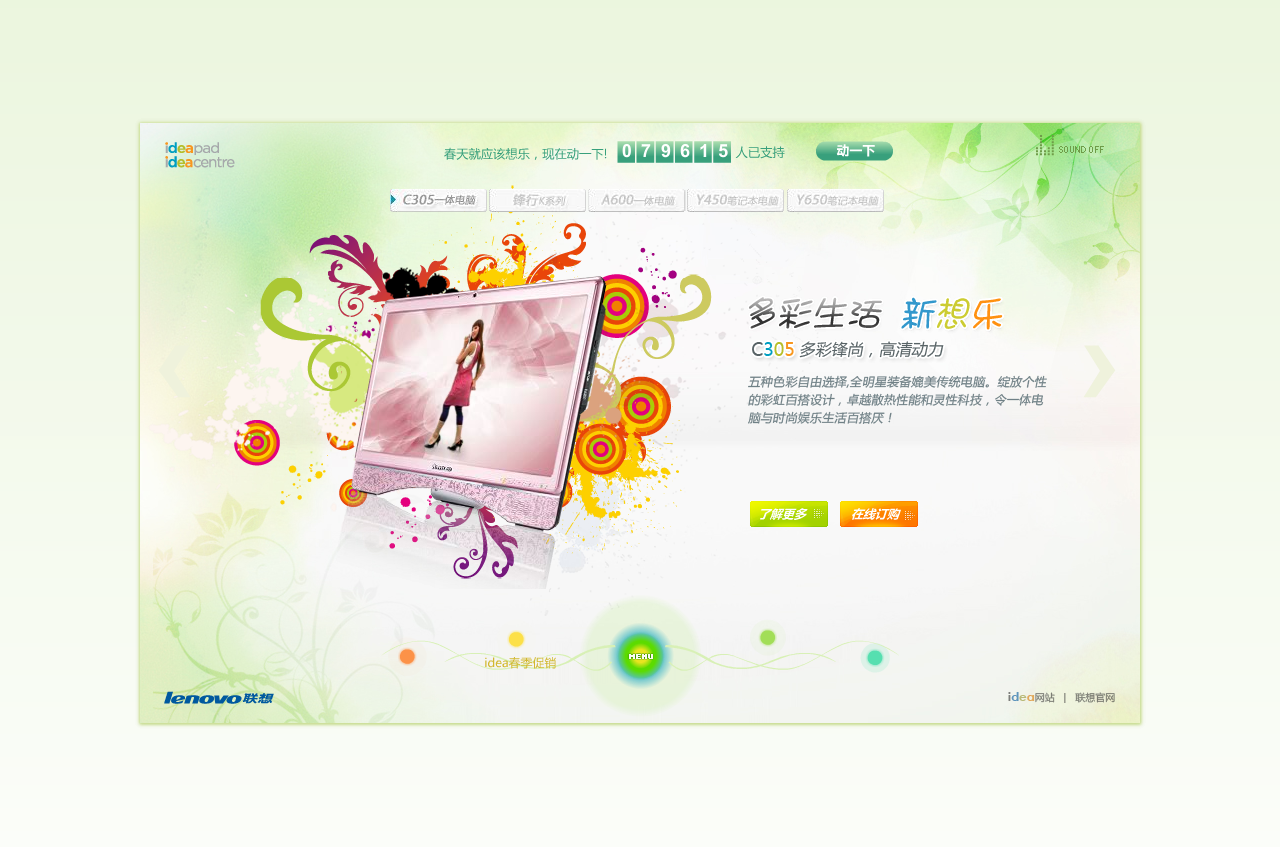 ideapad
ideacentre
春天就应该想乐，现在动一下! 079615 人已支持 动一下
SOUND OFF
C305一体电脑 锋行K系列 A600一体电脑 Y450笔记本电脑 Y650笔记本电脑
多彩生活 新想乐
C305 多彩锋尚，高清动力
五种色彩自由选择,全明星装备媲美传统电脑。绽放个性
的彩虹百搭设计，卓越散热性能和灵性科技，令一体电
脑与时尚娱乐生活百搭厌！
lenovo
了解更多 在线订购
MENU
idea春季促销
lenovo联想
idea网站 | 联想官网